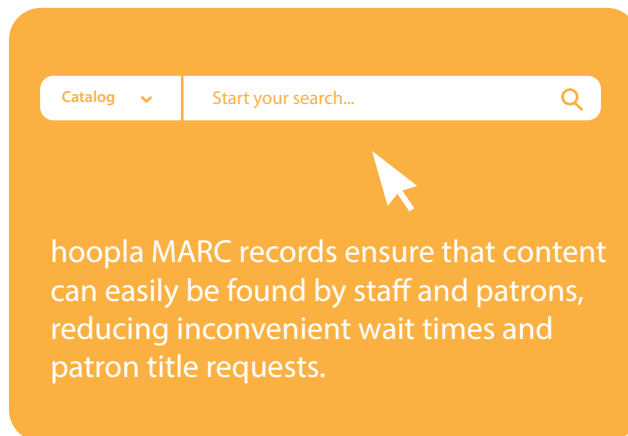 Catalog
Start your search...
hoopla MARC records ensure that content
can easily be found by staff and patrons,
reducing inconvenient wait times and
patron title requests.